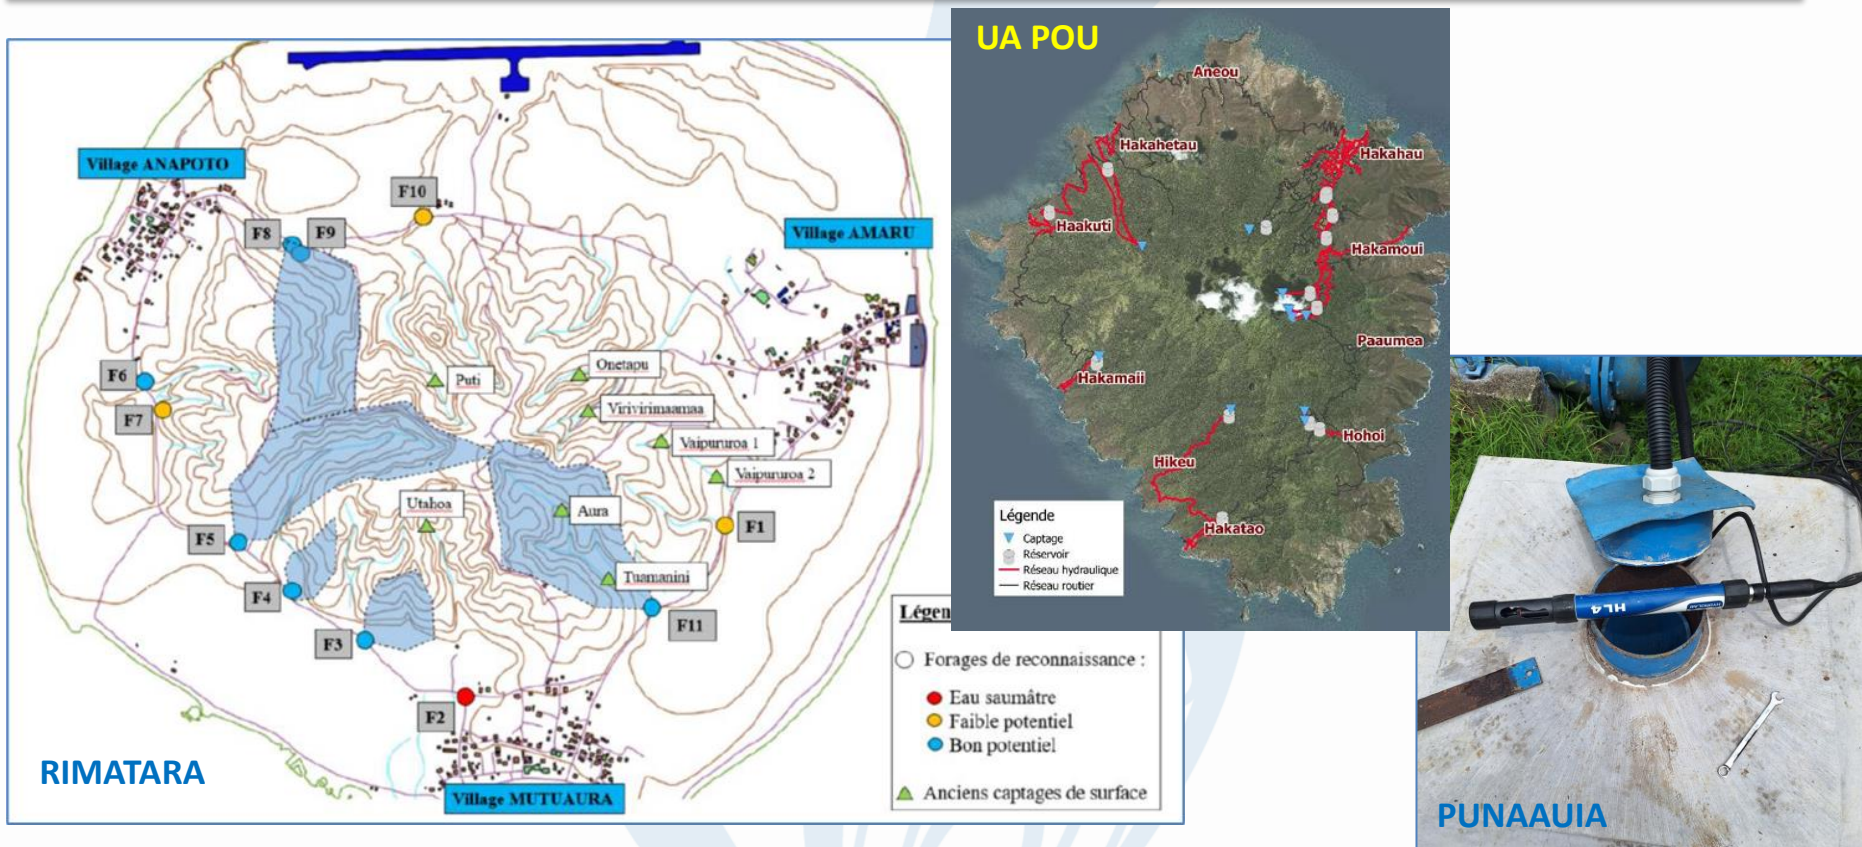 UA POU
Aneou
Hakahetau
Hakahau
Haakuti
Hakamoui
Paaumea
Hakamaii
Hohoi
Hikeu
Hakatao
Légende
Captage
Réservoir
Réseau hydraulique
Réseau routier
Village ANAPOTO
F10
F8
F9
Village AMARU
F6
F7
Puti
Onetapu
Viririmaamaa
Vaipururoa 1
Vaipururoa 2
Utahoa
Aura
F1
F5
F4
Tuamanini
F3
F11
F2
Légen
Forages de reconnaissance :
Eau saumâtre
Faible potentiel
Bon potentiel
Anciens captages de surface
RIMATARA
Village MUTUAURA
HL4
PUNAAUIA